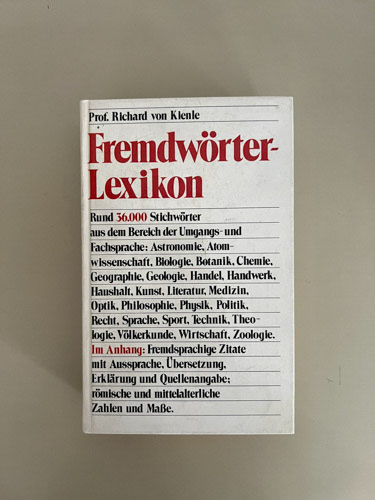 Prof. Richard von Kienle
Fremdwörter-
Lexikon
Rund 36.000 Stichwörter
aus dem Bereich der Umgangs- und
Fachsprache: Astronomie, Atom-
wissenschaft, Biologie, Botanik, Chemie,
Geographie, Geologie, Handel, Handwerk,
Haushalt, Kunst, Literatur, Medizin,
Optik, Philosophie, Physik, Politik,
Recht, Sprache, Sport, Technik, Theo-
logie, Völkerkunde, Wirtschaft, Zoologie.
Im Anhang: Fremdsprachige Zitate
mit Aussprache, Übersetzung,
Erklärung und Quellenangabe;
römische und mittelalterliche
Zahlen und Maße.